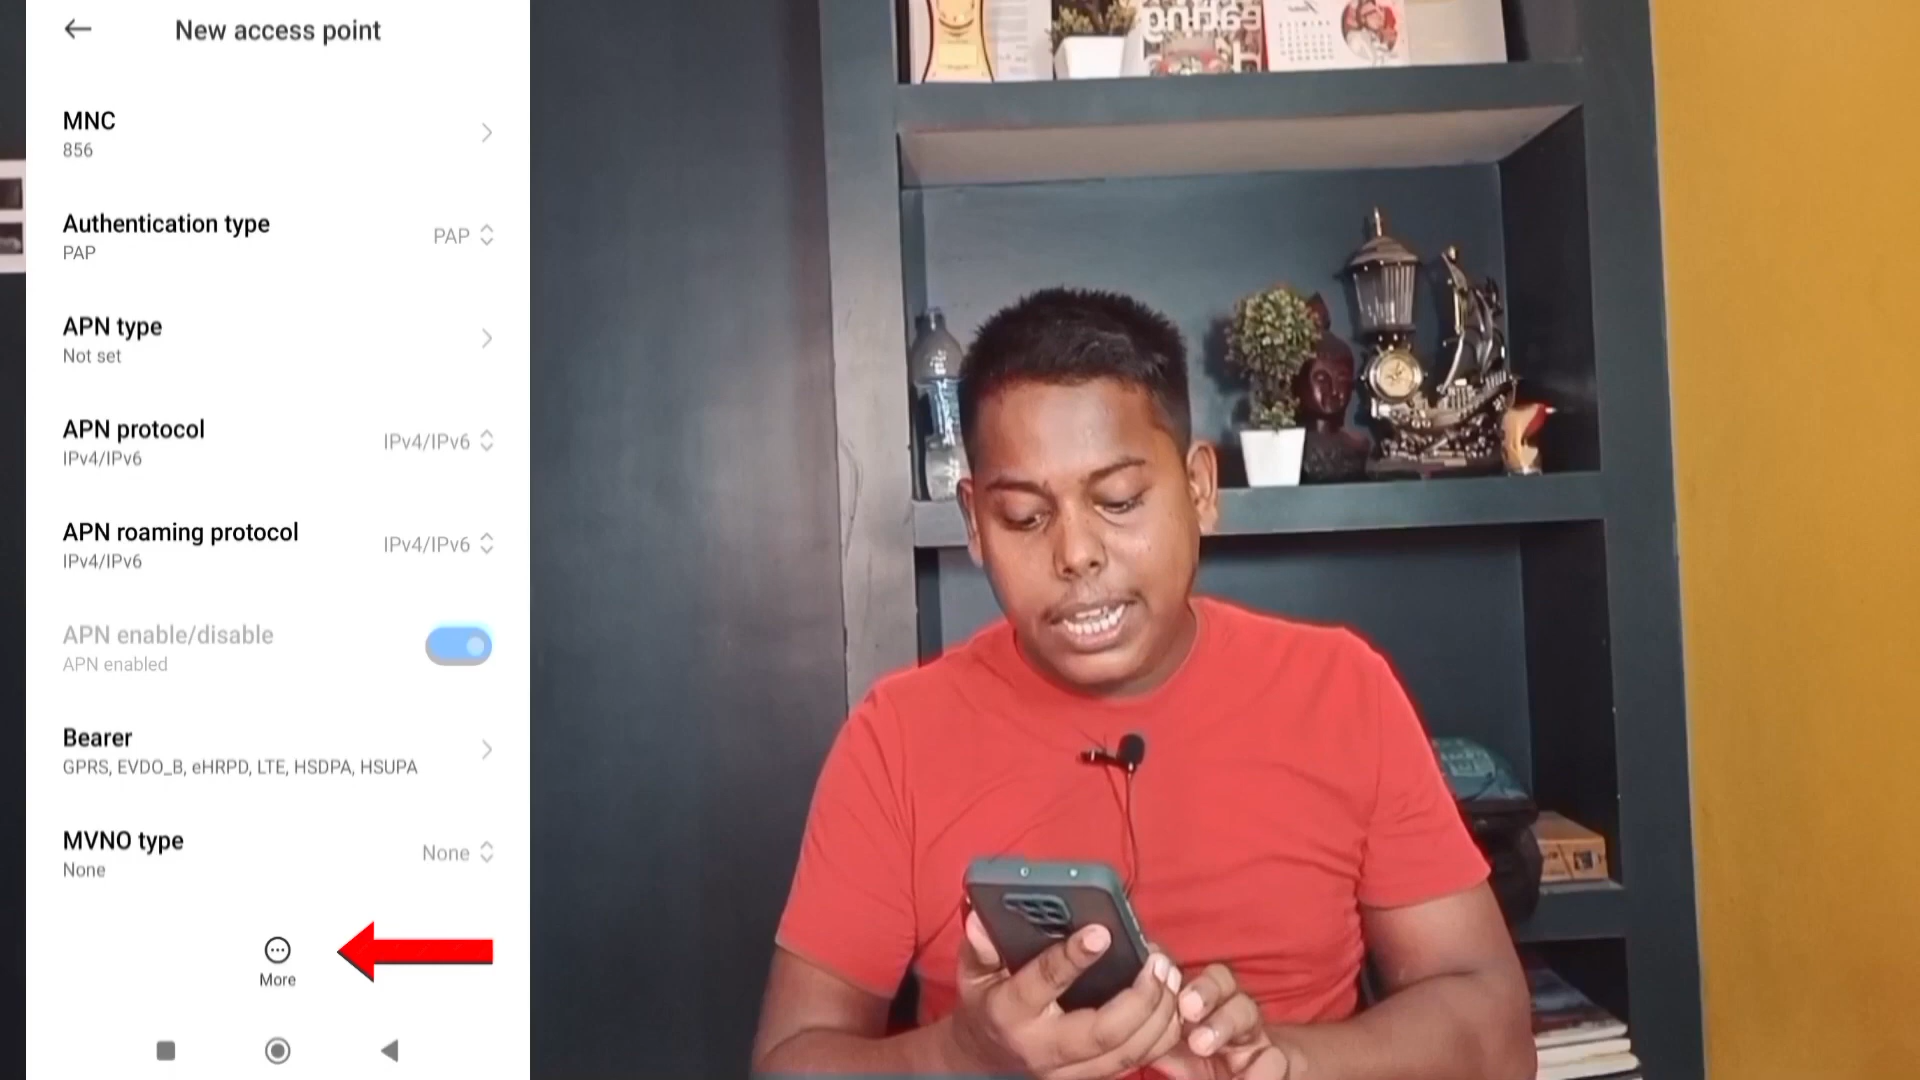 New access point
MNC
856
Authentication type
PAP
PAP
APN type
Not set
APN protocol
IPv4/IPv6
IPv4/IPv6
APN roaming protocol
IPv4/IPv6
IPv4/IPv6
APN enable/disable
APN enabled
Bearer
GPRS, EVDO_B, eHRPD, LTE, HSDPA, HSUPA
MVNO type
None
None
More